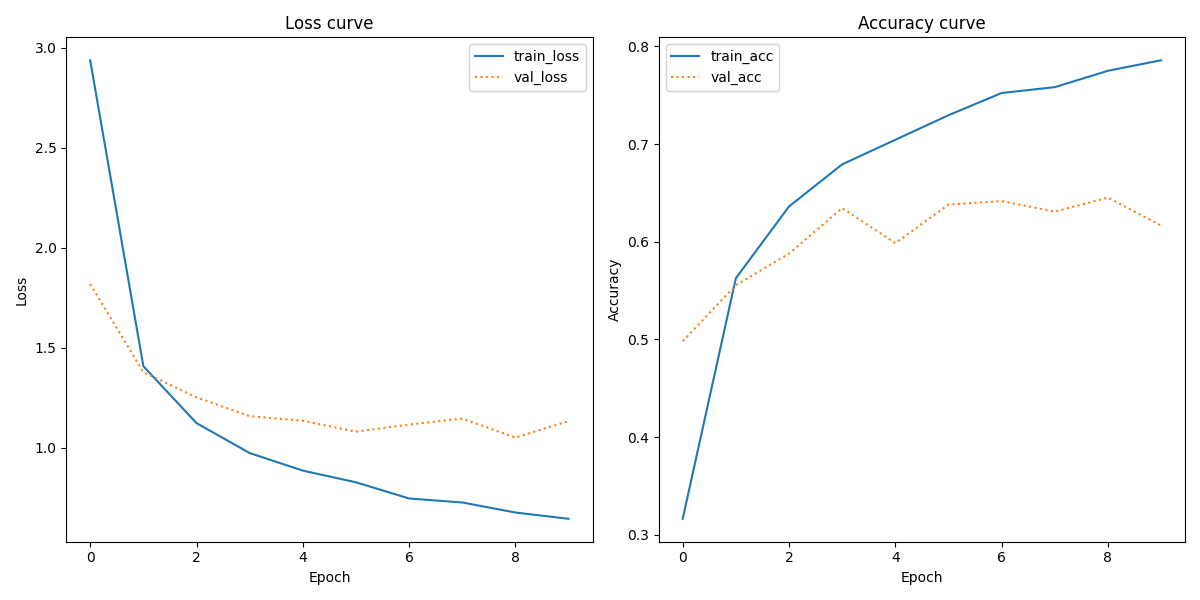 Loss curve
3.0
2.5
2.0
1.5
1.0
Loss
train_loss
val_loss
0 2 4 6 8
Epoch
Accuracy curve
0.8
0.7
0.6
0.5
0.4
0.3
Accuracy
train_acc
val_acc
0 2 4 6 8
Epoch